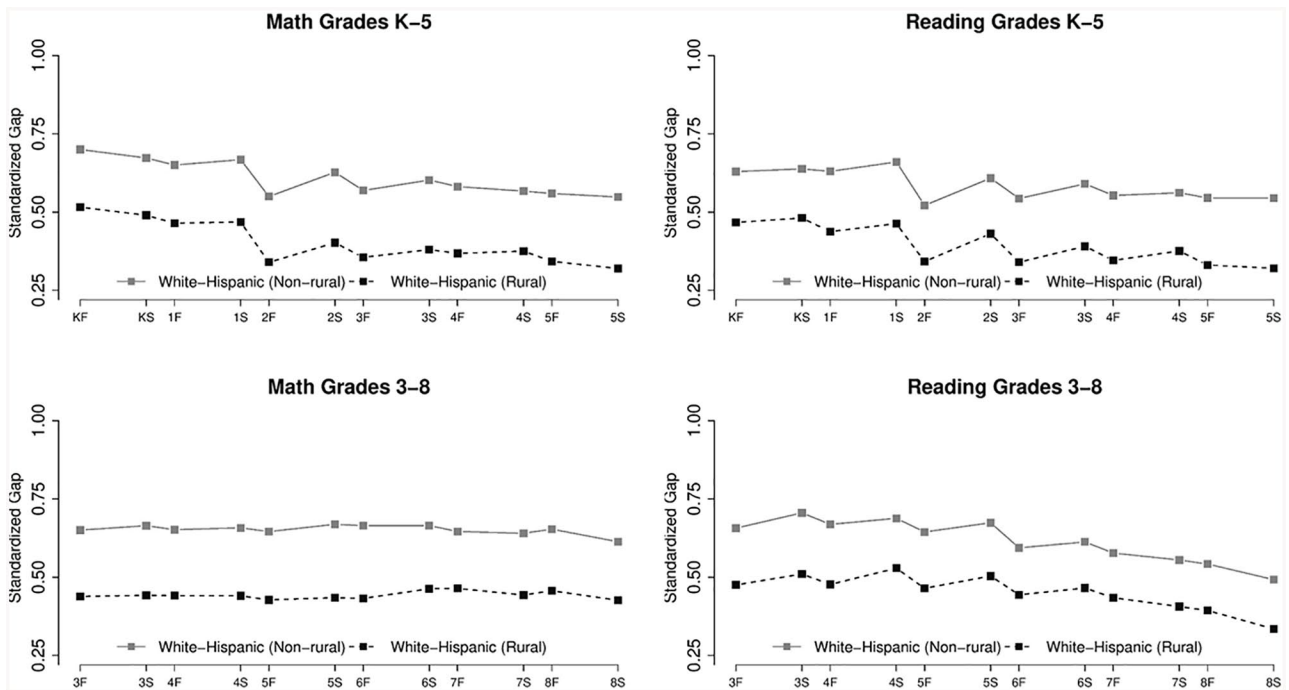 Math Grades K−5
Standardized Gap
1.00
0.75
0.50
0.25
White−Hispanic (Non−rural) White−Hispanic (Rural)
KF KS 1F 1S 2F 2S 3F 3S 4F 4S 5F 5S
Reading Grades K−5
Standardized Gap
1.00
0.75
0.50
0.25
White−Hispanic (Non−rural) White−Hispanic (Rural)
KF KS 1F 1S 2F 2S 3F 3S 4F 4S 5F 5S
Math Grades 3−8
Standardized Gap
1.00
0.75
0.50
0.25
White−Hispanic (Non−rural) White−Hispanic (Rural)
3F 3S 4F 4S 5F 5S 6F 6S 7F 7S 8F 8S
Reading Grades 3−8
Standardized Gap
1.00
0.75
0.50
0.25
White−Hispanic (Non−rural) White−Hispanic (Rural)
3F 3S 4F 4S 5F 5S 6F 6S 7F 7S 8F 8S